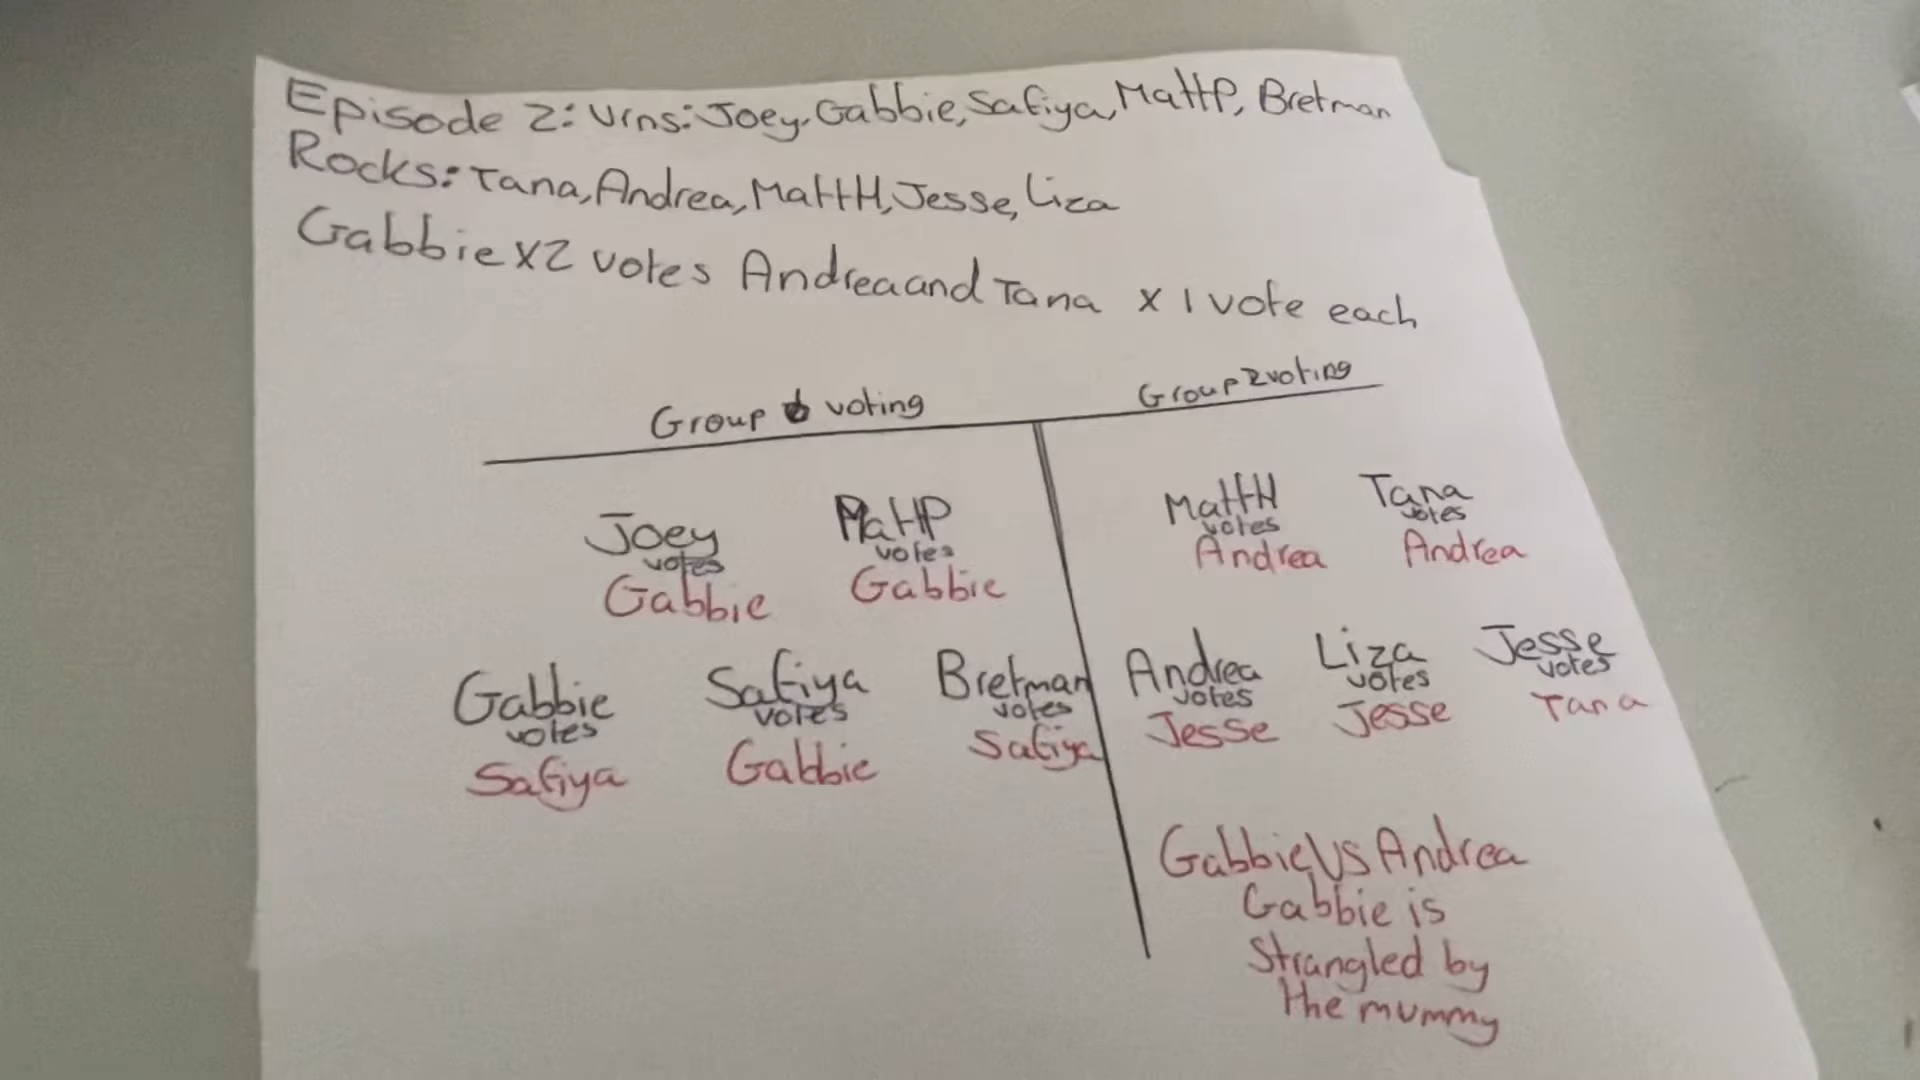 Episode 2: Urns: Joey, Gabbie, Safiya, MattP, Bretman
Rocks: Tana, Andrea, MattH, Jesse, Liza
Gabbie x2 votes Andrea and Tana x 1 vote each
Group voting
Group 2 voting
Joey
votes
Gabbie
MattP
votes
Gabbie
Gabbie
votes
Safiya
Safiya
votes
Gabbie
Bretman
votes
Safiya
MattH
votes
Andrea
Tana
votes
Andrea
Andrea
votes
Jesse
Liza
votes
Jesse
Jesse
votes
Tana
Gabbie VS Andrea
Gabbie is
Strangled by
the mummy